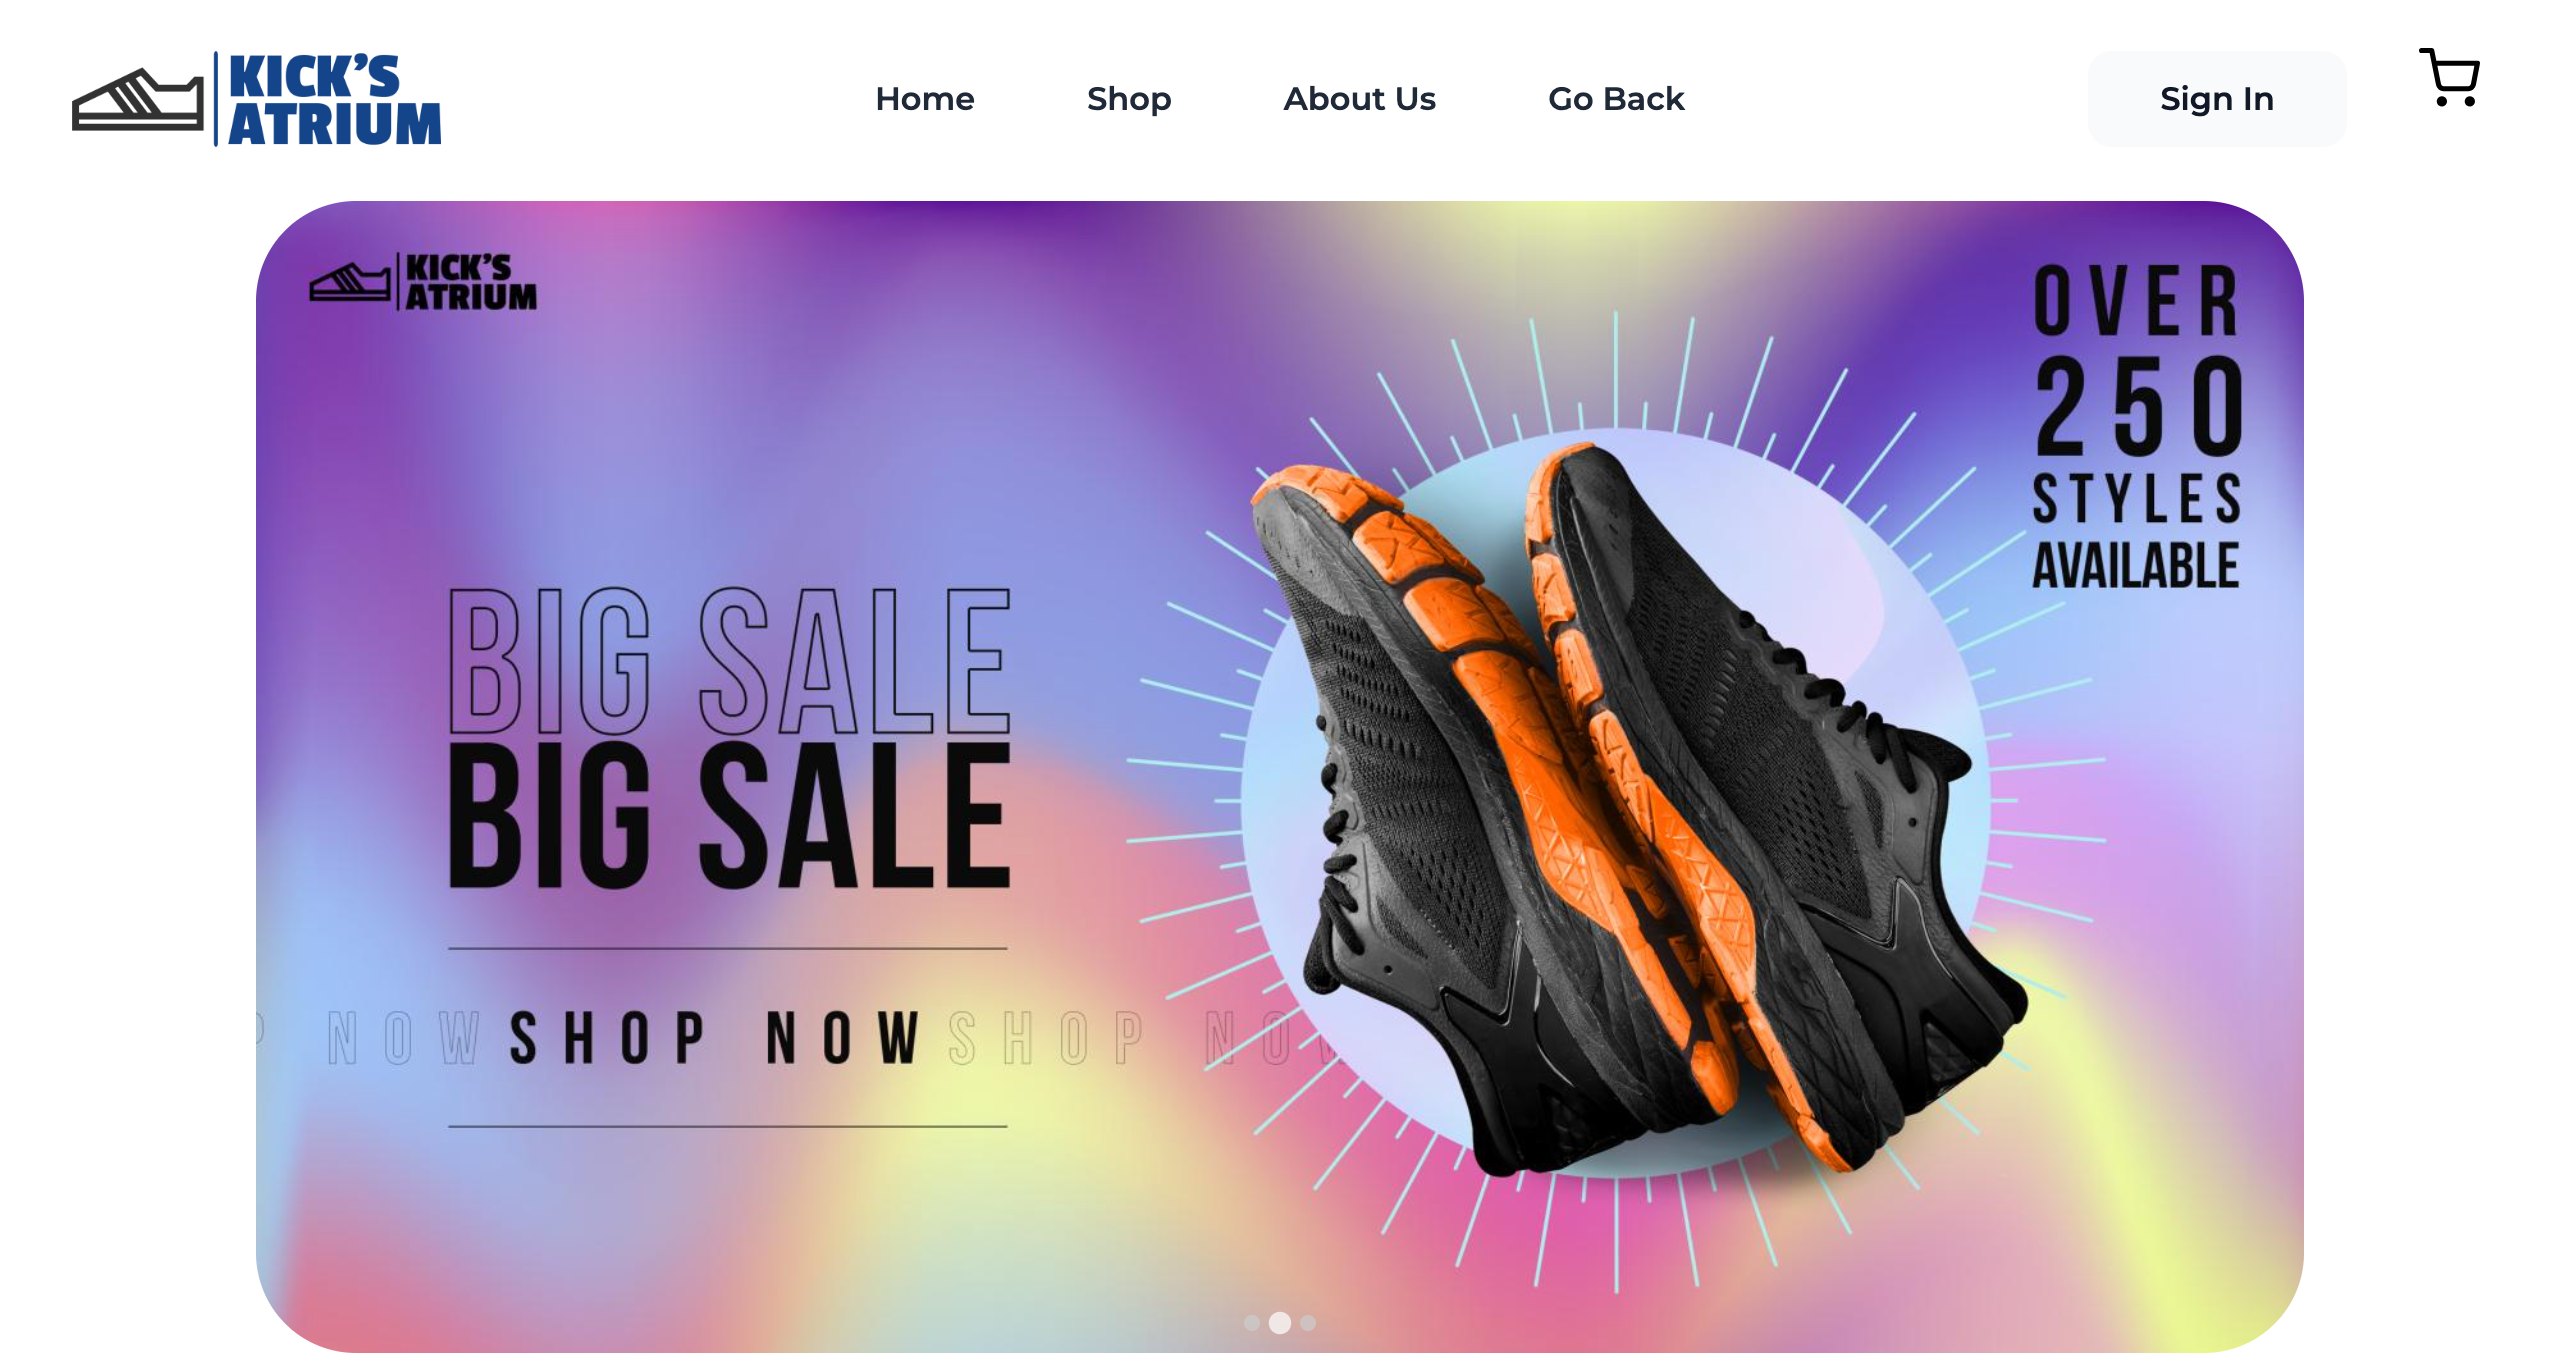 KICK'S
ATRIUM
Home
Shop
About Us
Go Back
Sign In
KICK'S
ATRIUM
OVER
250
STYLES
AVAILABLE
BIG SALE
BIG SALE
P NOW SHOP NOW SHOP NOW